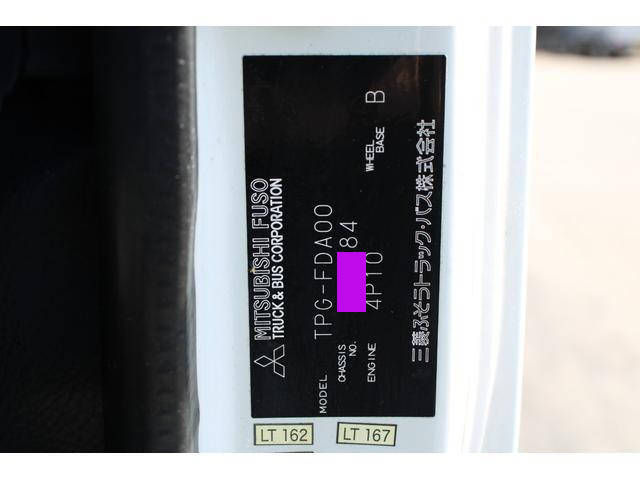 MITSUBISHI FUSO
TRUCK & BUS CORPORATION
MODEL TPG-FDA00
CHASSIS NO. 84
ENGINE 4P10 WHEEL BASE B
三菱ふそうトラック・バス株式会社
LT 162
LT 167